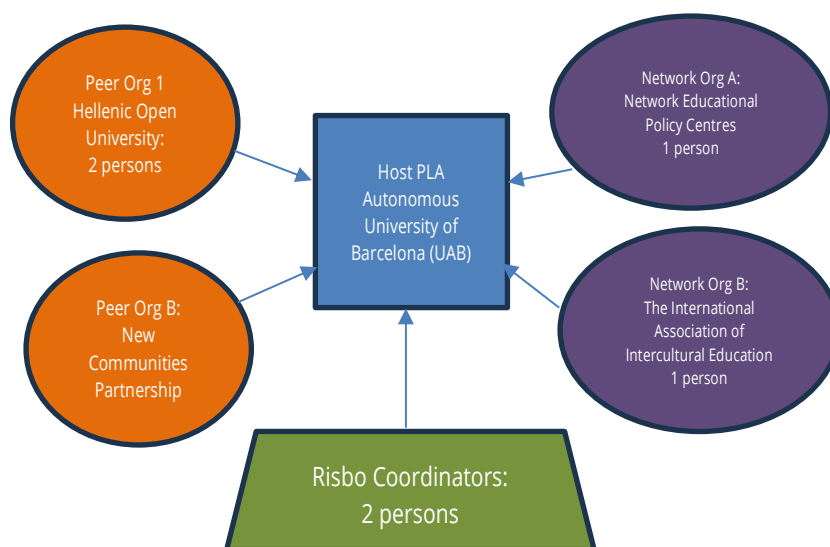 Peer Org 1
Hellenic Open
University:
2 persons
Network Org A:
Network Educational
Policy Centres
1 person
Host PLA
Autonomous
University of
Barcelona (UAB)
Peer Org B:
New
Communities
Partnership
Network Org B:
The International
Association of
Intercultural Education
1 person
Risbo Coordinators:
2 persons